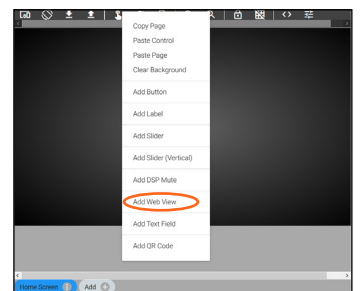 Copy Page
Paste Control
Paste Page
Clear Background
Add Button
Add Label
Add Slider
Add Slider (Vertical)
Add DSP Mute
Add Web View
Add Text Field
Add QR Code
Home Screen
Add